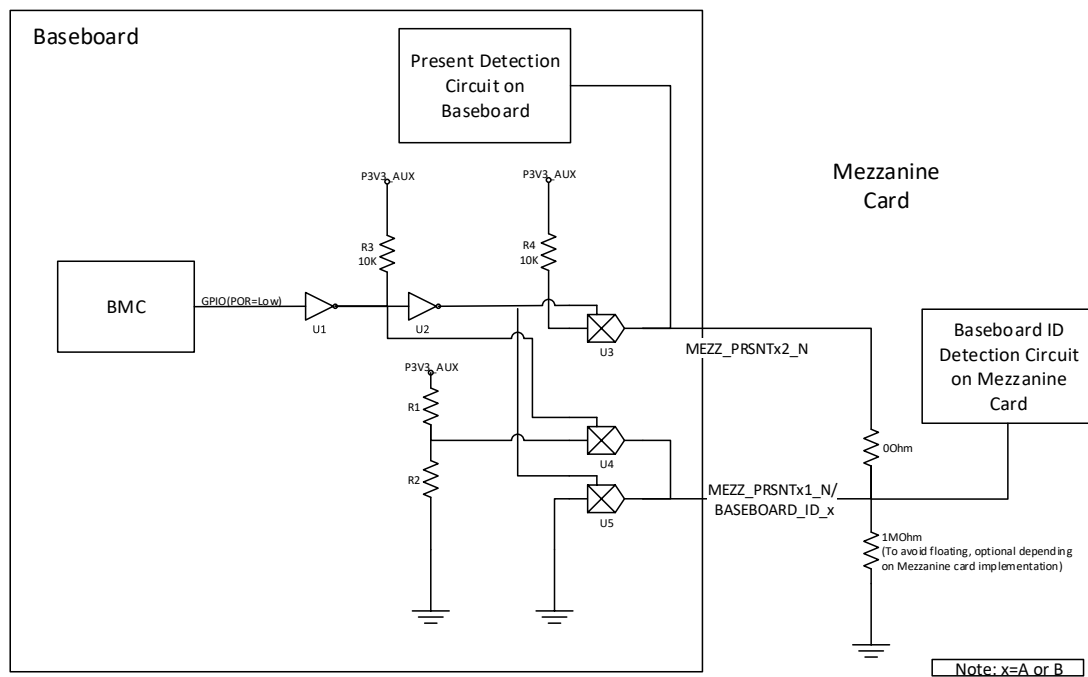 Baseboard
Present Detection
Circuit on
Baseboard
Mezzanine
Card
P3V3_AUX
P3V3_AUX
R3
10K
R4
10K
BMC
GPIO(POR=Low)
U1
U2
U3
MEZZ_PRSNTx2_N
Baseboard ID
Detection Circuit
on Mezzanine
Card
P3V3_AUX
R1
R2
U4
0Ohm
U5
MEZZ_PRSNTx1_N/
BASEBOARD_ID_x
1MOhm
(To avoid floating, optional depending
on Mezzanine card implementation)
Note: x=A or B